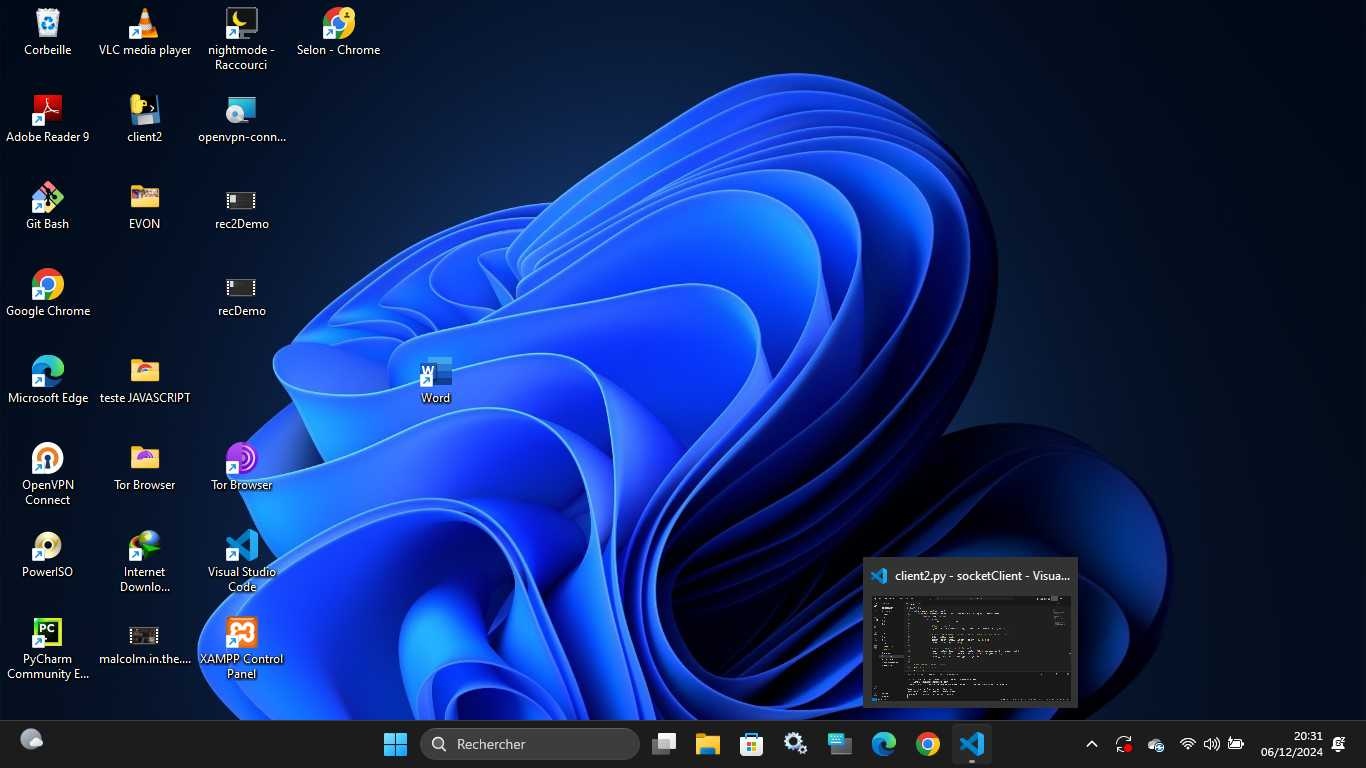 Corbeille
VLC media player
nightmode -
Raccourci
Selon - Chrome
Adobe Reader 9
client2
openvpn-conn...
Git Bash
EVON
rec2Demo
Google Chrome
recDemo
Microsoft Edge
teste JAVASCRIPT
W
Word
OpenVPN
Connect
Tor Browser
Tor Browser
PowerISO
Internet
Downlo...
Visual Studio
Code
PC
PyCharm
Community E...
malcolm.in.the....
XAMPP Control
Panel
client2.py - socketClient - Visua...
Rechercher
20:31
06/12/2024